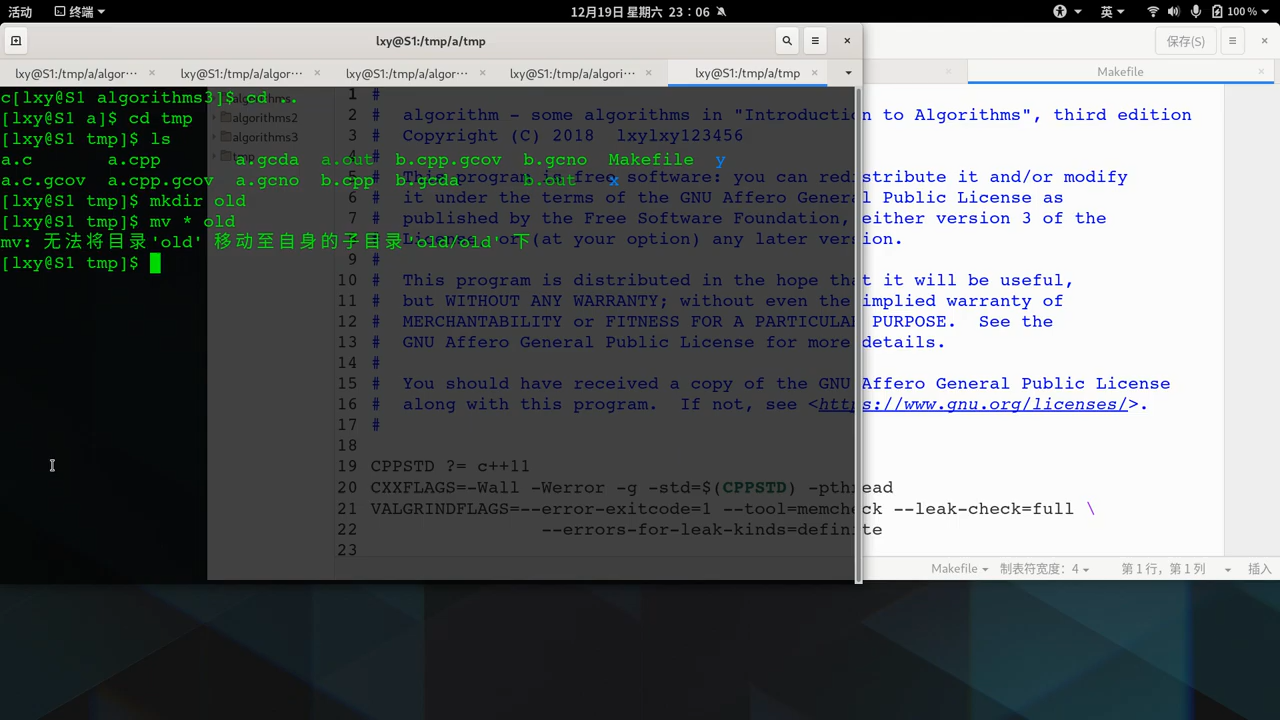 活动 终端 12月19日 星期六 23：06 英 100 %
lxy@S1:/tmp/a/tmp 保存(S)
lxy@S1:/tmp/a/algor··· lxy@S1:/tmp/a/algor··· lxy@S1:/tmp/a/algor··· lxy@S1:/tmp/a/algori··· lxy@S1:/tmp/a/tmp Makefile
c[lxy@S1 algorithms3]$ cd ..
[lxy@S1 a]$ cd tmp
[lxy@S1 tmp]$ ls
a.c a.cpp a.gcda a.out b.cpp.gcov b.gcno Makefile y
a.c.gcov a.cpp.gcov a.gcno b.cpp b.gcda b.out x
[lxy@S1 tmp]$ mkdir old
[lxy@S1 tmp]$ mv * old
mv: 无法将目录'old' 移动至自身的子目录'old/old' 下
[lxy@S1 tmp]$
algorithms2
algorithms3
1 #
2 # algorithm - some algorithms in "Introduction to Algorithms", third edition
3 # Copyright (C) 2018 lxylxy123456
4 #
5 # This program is free software: you can redistribute it and/or modify
6 # it under the terms of the GNU Affero General Public License as
7 # published by the Free Software Foundation, either version 3 of the
8 # License, or (at your option) any later version.
9 #
10 # This program is distributed in the hope that it will be useful,
11 # but WITHOUT ANY WARRANTY; without even the implied warranty of
12 # MERCHANTABILITY or FITNESS FOR A PARTICULAR PURPOSE. See the
13 # GNU Affero General Public License for more details.
14 #
15 # You should have received a copy of the GNU Affero General Public License
16 # along with this program. If not, see <https://www.gnu.org/licenses/>.
17 #
18
19 CPPSTD ?= c++11
20 CXXFLAGS=-Wall -Werror -g -std=$(CPPSTD) -pthread
21 VALGRINDFLAGS=--error-exitcode=1 --tool=memcheck --leak-check=full \
22 --errors-for-leak-kinds=definite
23
Makefile 制表符宽度：4 第 1 行，第 1 列 插入